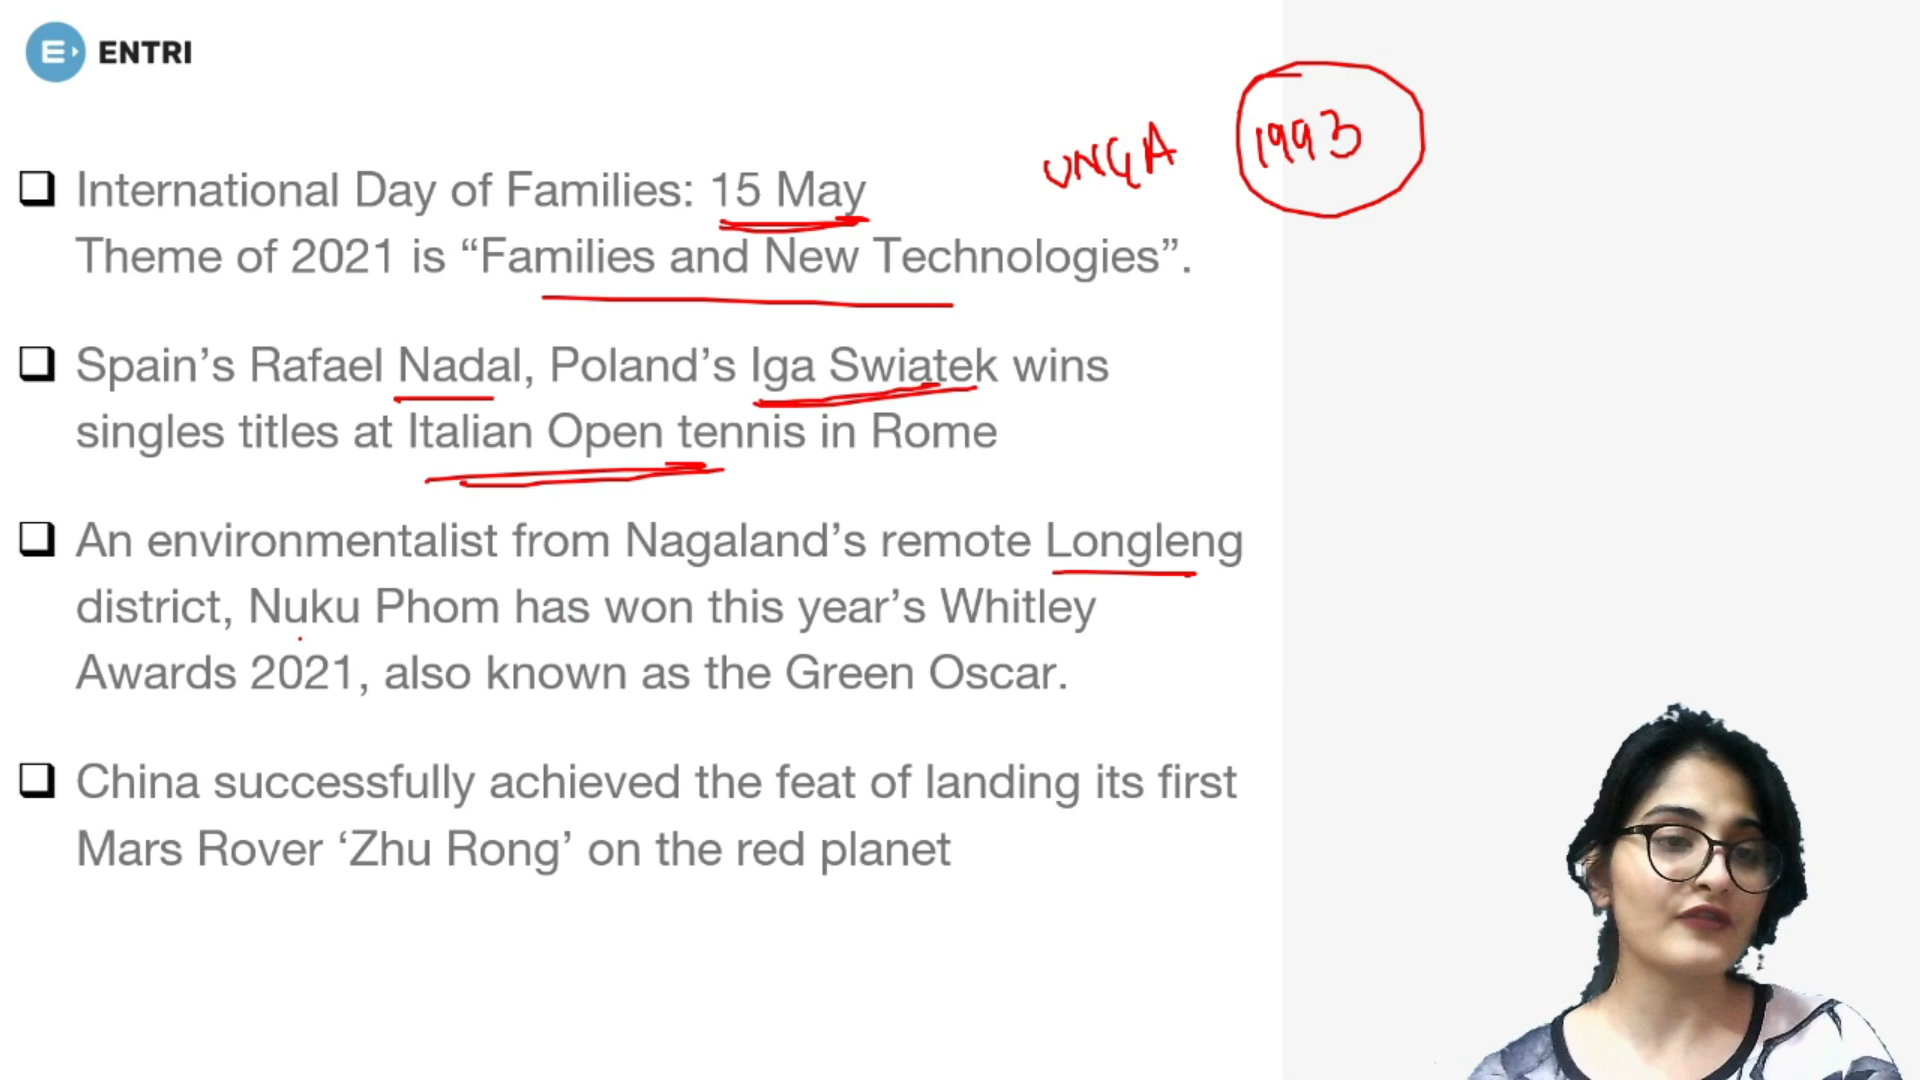 ENTRI
UNGA 1993
International Day of Families: 15 May
Theme of 2021 is “Families and New Technologies”.
Spain’s Rafael Nadal, Poland’s Iga Swiatek wins
singles titles at Italian Open tennis in Rome
An environmentalist from Nagaland’s remote Longleng
district, Nuku Phom has won this year’s Whitley
Awards 2021, also known as the Green Oscar.
China successfully achieved the feat of landing its first
Mars Rover ‘Zhu Rong’ on the red planet